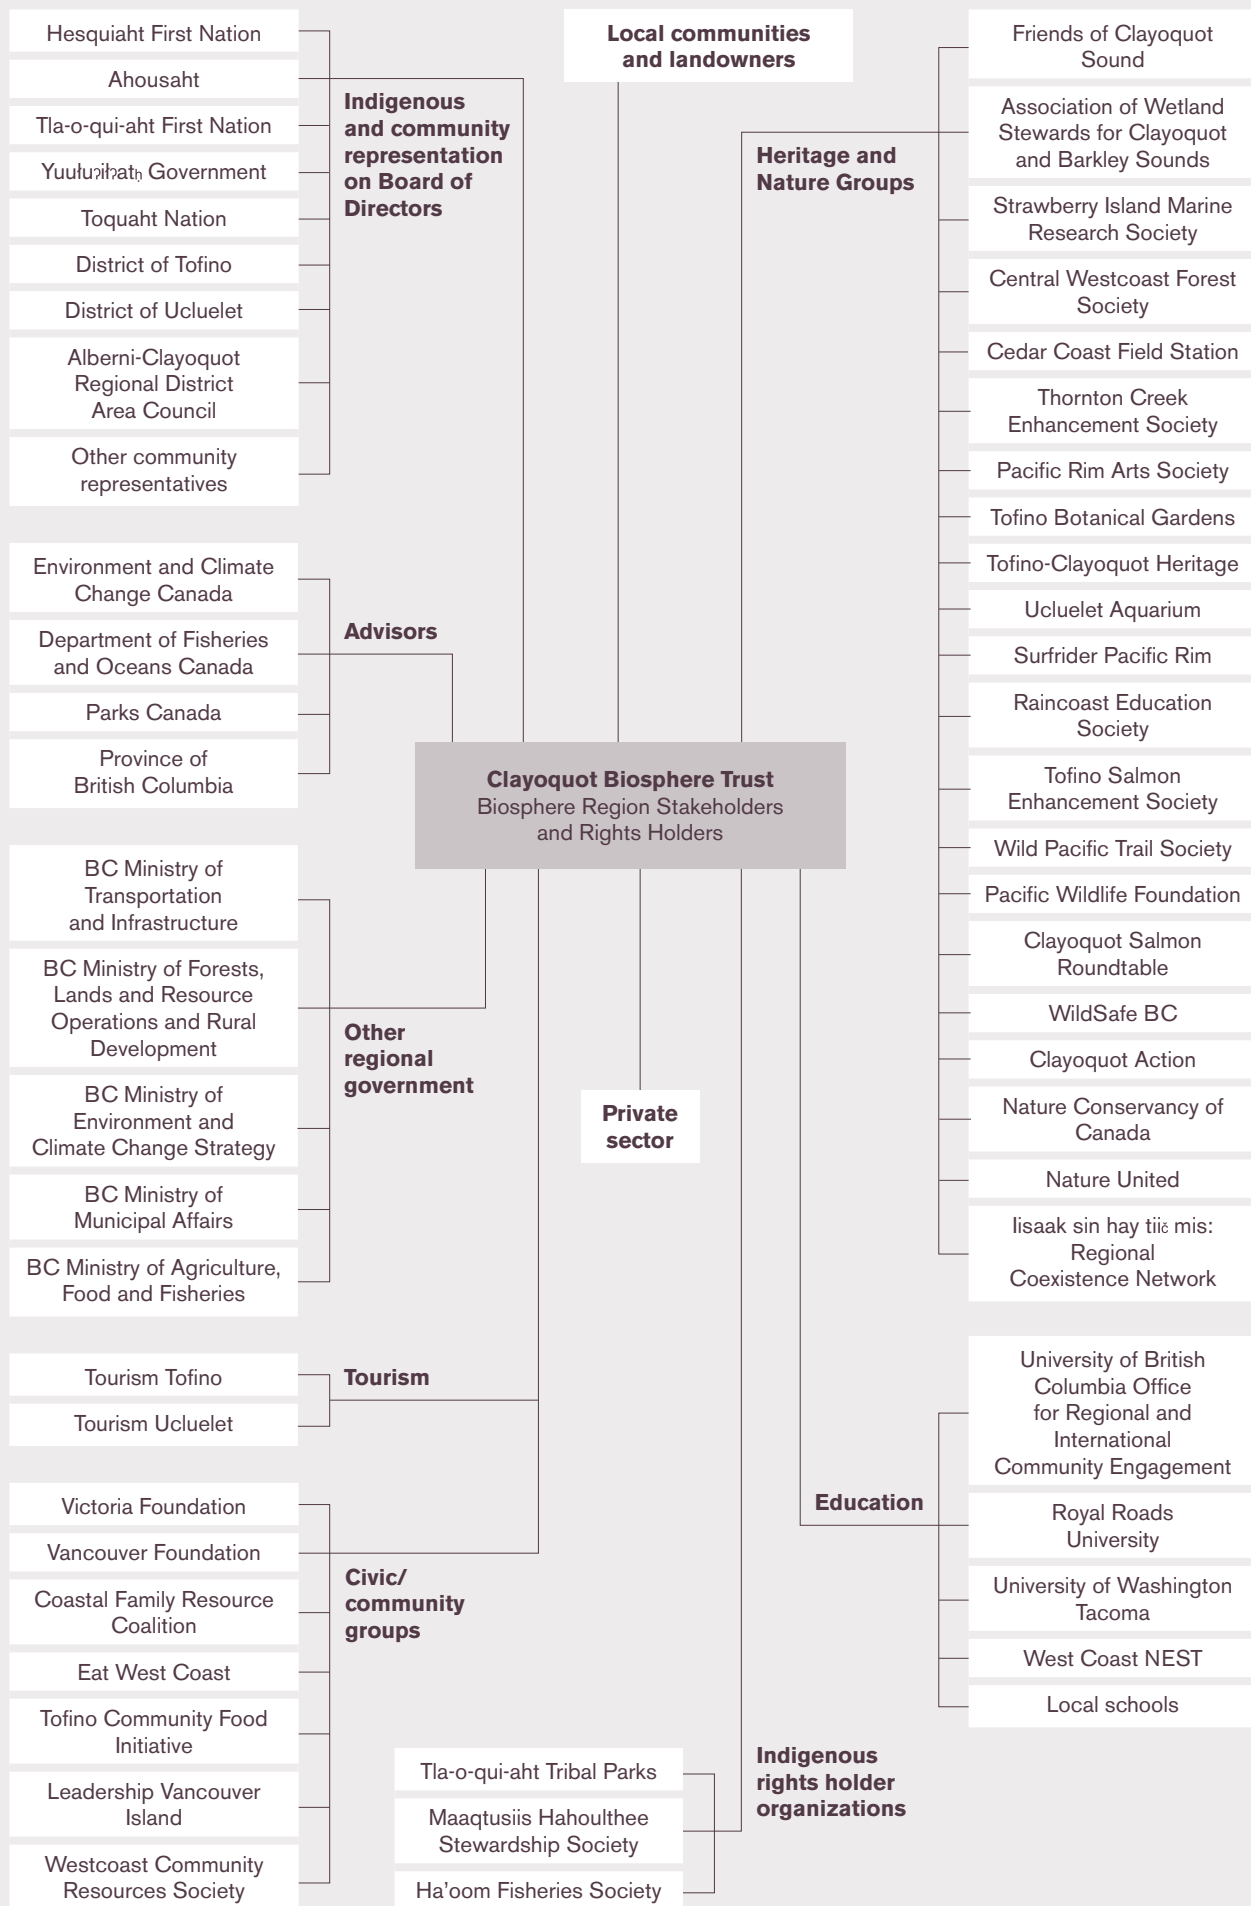 Hesquiaht First Nation
Ahousaht
Tla-o-qui-aht First Nation
Yuułuʔiłʔatḥ Government
Toquaht Nation
District of Tofino
District of Ucluelet
Alberni-Clayoquot
Regional District
Area Council
Other community
representatives
Indigenous
and community
representation
on Board of
Directors
Local communities
and landowners
Environment and Climate
Change Canada
Department of Fisheries
and Oceans Canada
Parks Canada
Province of
British Columbia
Advisors
Clayoquot Biosphere Trust
Biosphere Region Stakeholders
and Rights Holders
BC Ministry of
Transportation
and Infrastructure
BC Ministry of Forests,
Lands and Resource
Operations and Rural
Development
BC Ministry of
Environment and
Climate Change Strategy
BC Ministry of
Municipal Affairs
BC Ministry of Agriculture,
Food and Fisheries
Other
regional
government
Private
sector
Tourism Tofino
Tourism Ucluelet
Tourism
Victoria Foundation
Vancouver Foundation
Coastal Family Resource
Coalition
Eat West Coast
Tofino Community Food
Initiative
Leadership Vancouver
Island
Westcoast Community
Resources Society
Civic/
community
groups
Heritage and
Nature Groups
Friends of Clayoquot
Sound
Association of Wetland
Stewards for Clayoquot
and Barkley Sounds
Strawberry Island Marine
Research Society
Central Westcoast Forest
Society
Cedar Coast Field Station
Thornton Creek
Enhancement Society
Pacific Rim Arts Society
Tofino Botanical Gardens
Tofino-Clayoquot Heritage
Ucluelet Aquarium
Surfrider Pacific Rim
Raincoast Education
Society
Tofino Salmon
Enhancement Society
Wild Pacific Trail Society
Pacific Wildlife Foundation
Clayoquot Salmon
Roundtable
WildSafe BC
Clayoquot Action
Nature Conservancy of
Canada
Nature United
Iisaak sin hay tiič mis:
Regional
Coexistence Network
Education
University of British
Columbia Office
for Regional and
International
Community Engagement
Royal Roads
University
University of Washington
Tacoma
West Coast NEST
Local schools
Tla-o-qui-aht Tribal Parks
Maaqtusiis Hahoulthee
Stewardship Society
Ha'oom Fisheries Society
Indigenous
rights holder
organizations